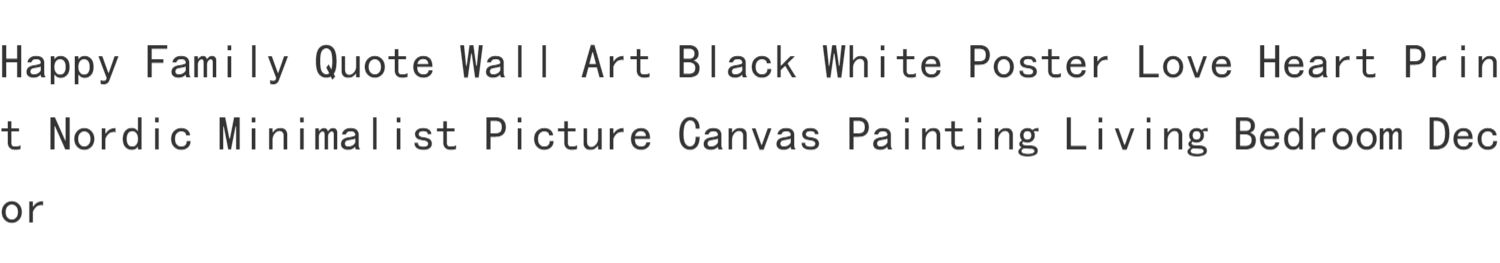 Happy Family Quote Wall Art Black White Poster Love Heart Prin
t Nordic Minimalist Picture Canvas Painting Living Bedroom Dec
or